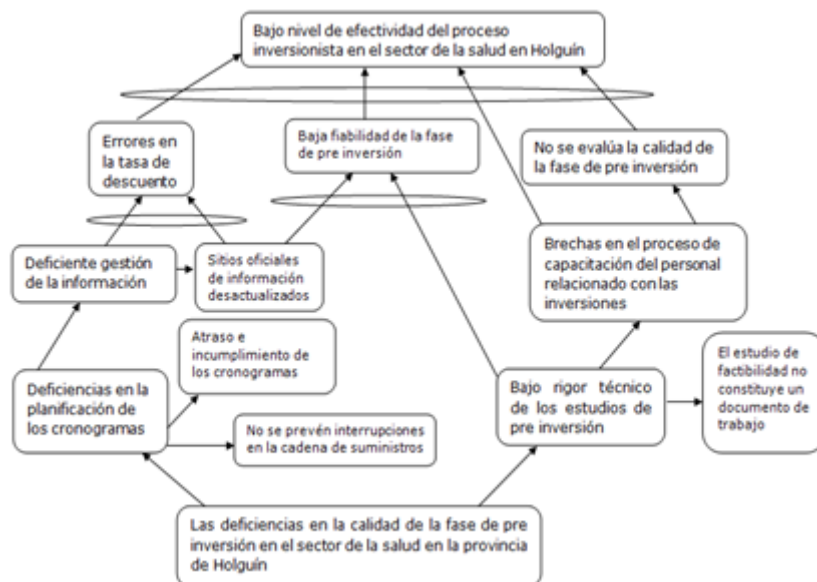 Bajo nivel de efectividad del proceso
inversionista en el sector de la salud en Holguín
Errores en
la tasa de
descuento
Baja fiabilidad de la fase
de pre inversión
No se evalúa la calidad de
la fase de pre inversión
Deficiente gestión
de la información
Sitios oficiales
de información
desactualizados
Brechas en el proceso de
capacitación del personal
relacionado con las
inversiones
Atraso e
incumplimiento de
los cronogramas
Deficiencias en la
planificación de
los cronogramas
No se prevén interrupciones
en la cadena de suministros
Bajo rigor técnico
de los estudios de
pre inversión
El estudio de
factibilidad no
constituye un
documento de
trabajo
Las deficiencias en la calidad de la fase de pre
inversión en el sector de la salud en la provincia
de Holguín